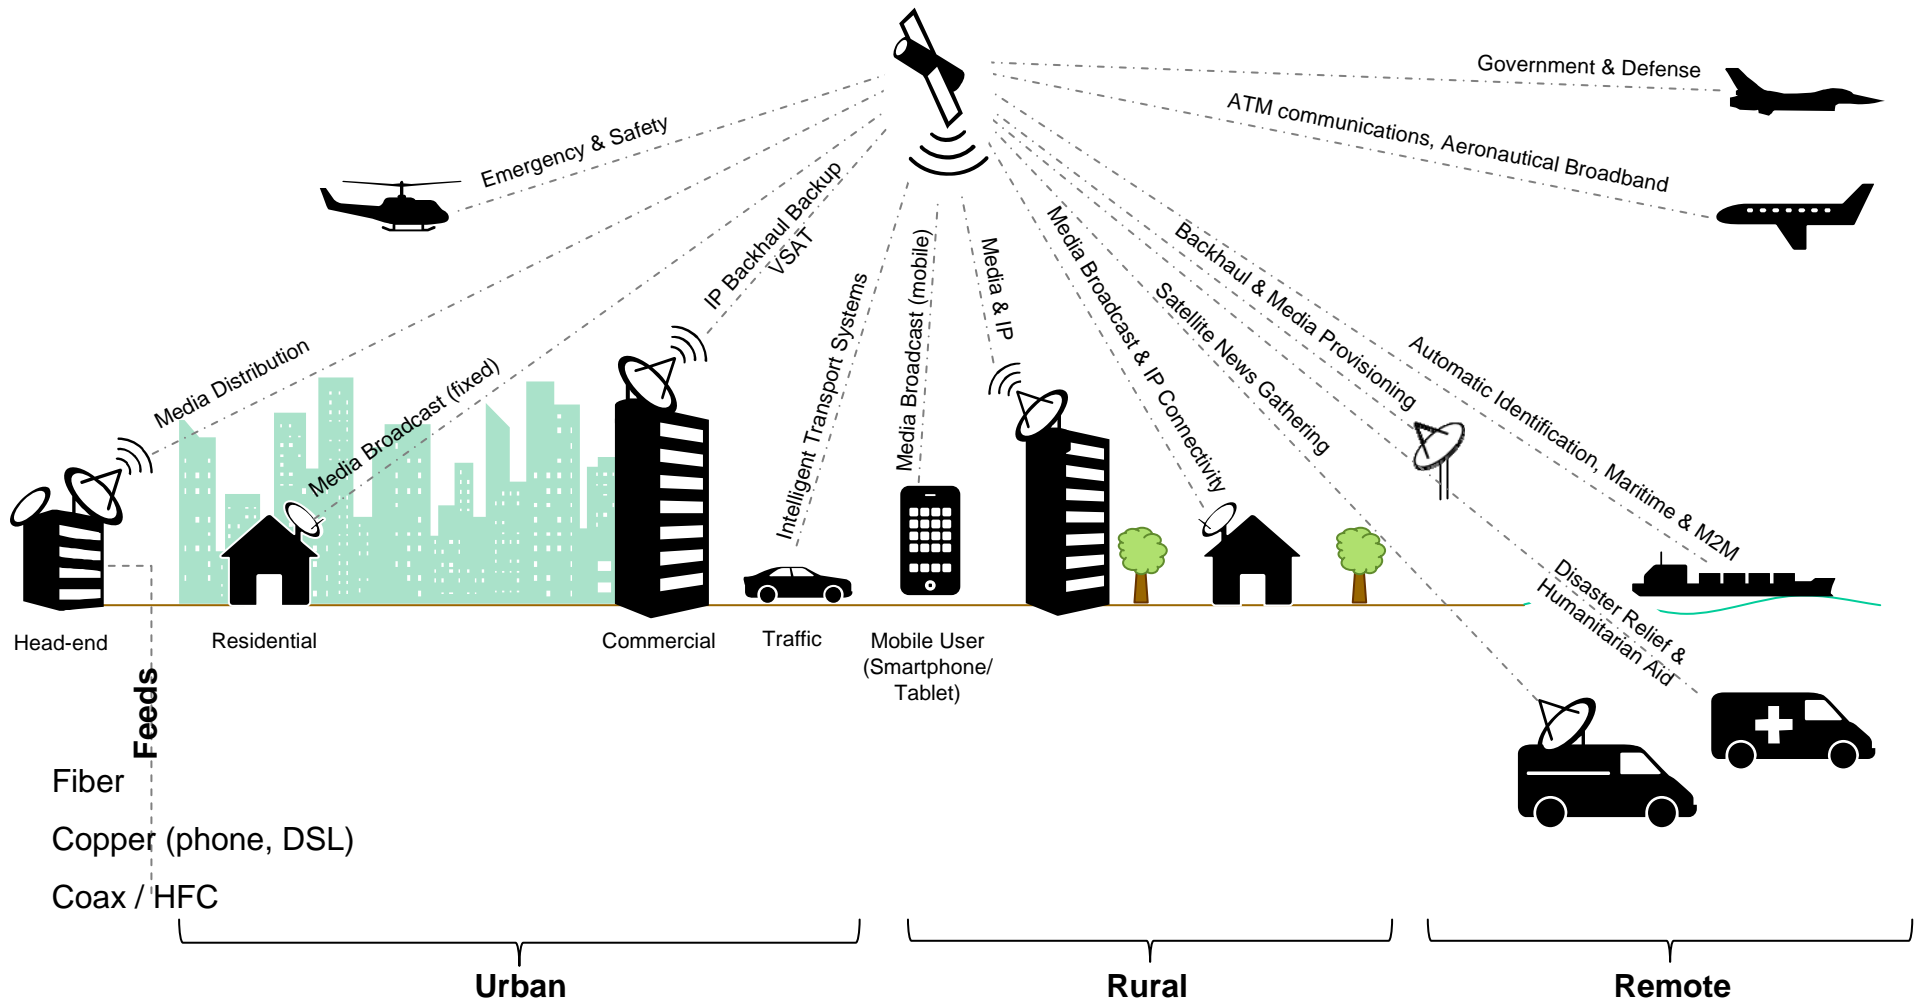 Government & Defense
ATM communications, Aeronautical Broadband
Emergency & Safety
IP Backhaul Backup
VSAT
Media Distribution
Media Broadcast (fixed)
Intelligent Transport Systems
Media Broadcast (mobile)
Media & IP
Media Broadcast & IP Connectivity
Satellite News Gathering
Backhaul & Media Provisioning
Automatic Identification, Maritime & M2M
Disaster Relief &
Humanitarian Aid
Head-end
Residential
Commercial
Traffic
Mobile User
(Smartphone/
Tablet)
Feeds
Fiber
Copper (phone, DSL)
Coax / HFC
Urban
Rural
Remote